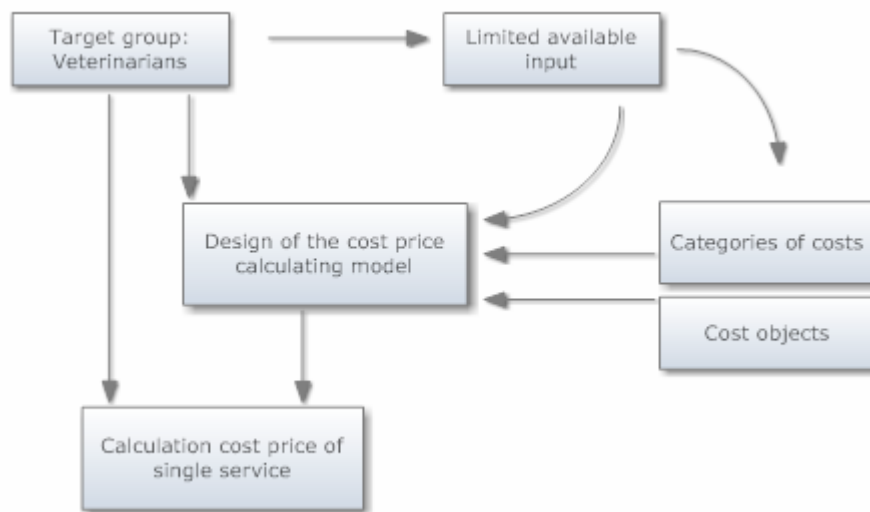 Target group:
Veterinarians
Limited available
input
Design of the cost price
calculating model
Categories of costs
Cost objects
Calculation cost price of
single service